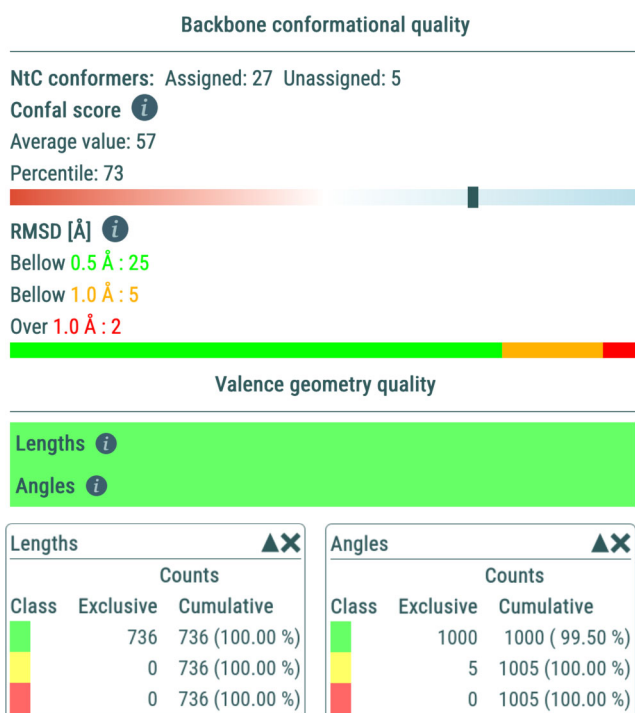 Backbone conformational quality
NtC conformers: Assigned: 27 Unassigned: 5
Confal score i
Average value: 57
Percentile: 73
RMSD [Å] i
Bellow 0.5 Å : 25
Bellow 1.0 Å : 5
Over 1.0 Å : 2
Valence geometry quality
Lengths i
Angles i
Lengths
Counts
Class Exclusive Cumulative
736 736 (100.00 %)
0 736 (100.00 %)
0 736 (100.00 %)
Angles
Counts
Class Exclusive Cumulative
1000 1000 ( 99.50 %)
5 1005 (100.00 %)
0 1005 (100.00 %)